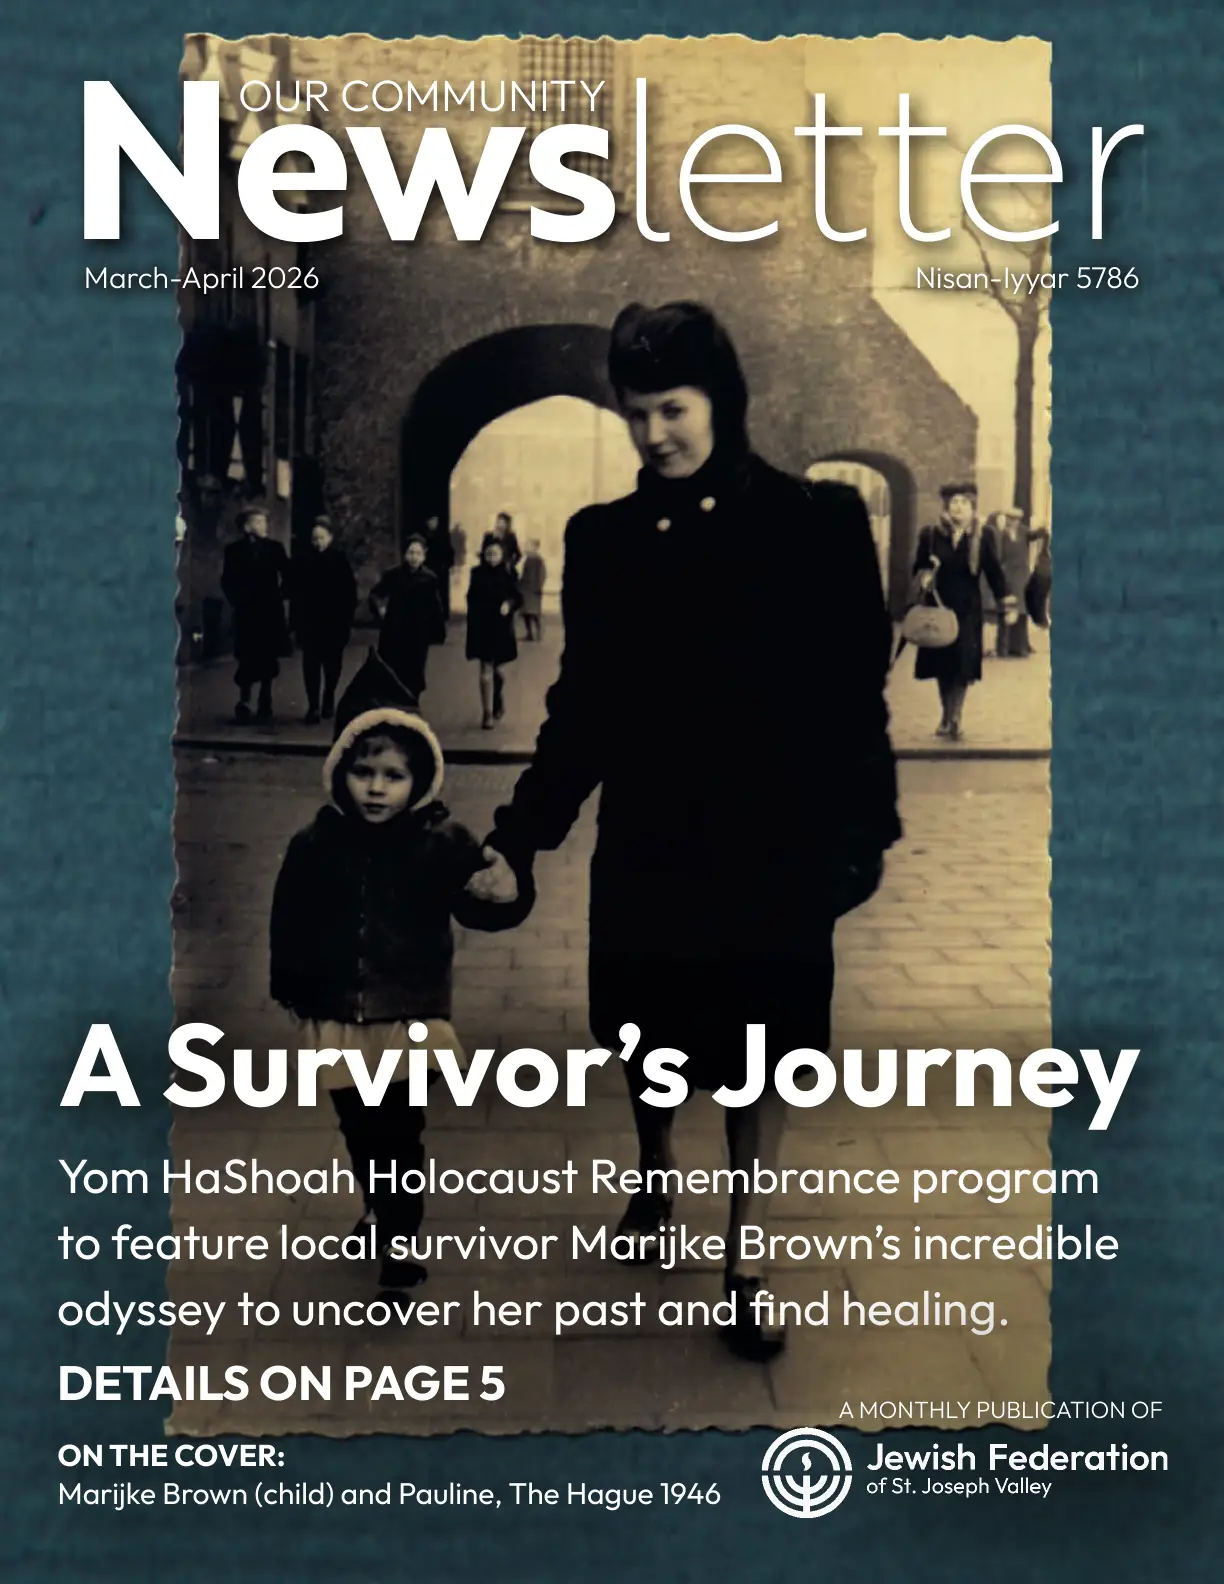 OUR COMMUNITY
Newsletter
March-April 2026
Nisan-Iyyar 5786
A Survivor’s Journey
Yom HaShoah Holocaust Remembrance program
to feature local survivor Marijke Brown’s incredible
odyssey to uncover her past and find healing.
DETAILS ON PAGE 5
ON THE COVER:
Marijke Brown (child) and Pauline, The Hague 1946
A MONTHLY PUBLICATION OF
Jewish Federation
of St. Joseph Valley